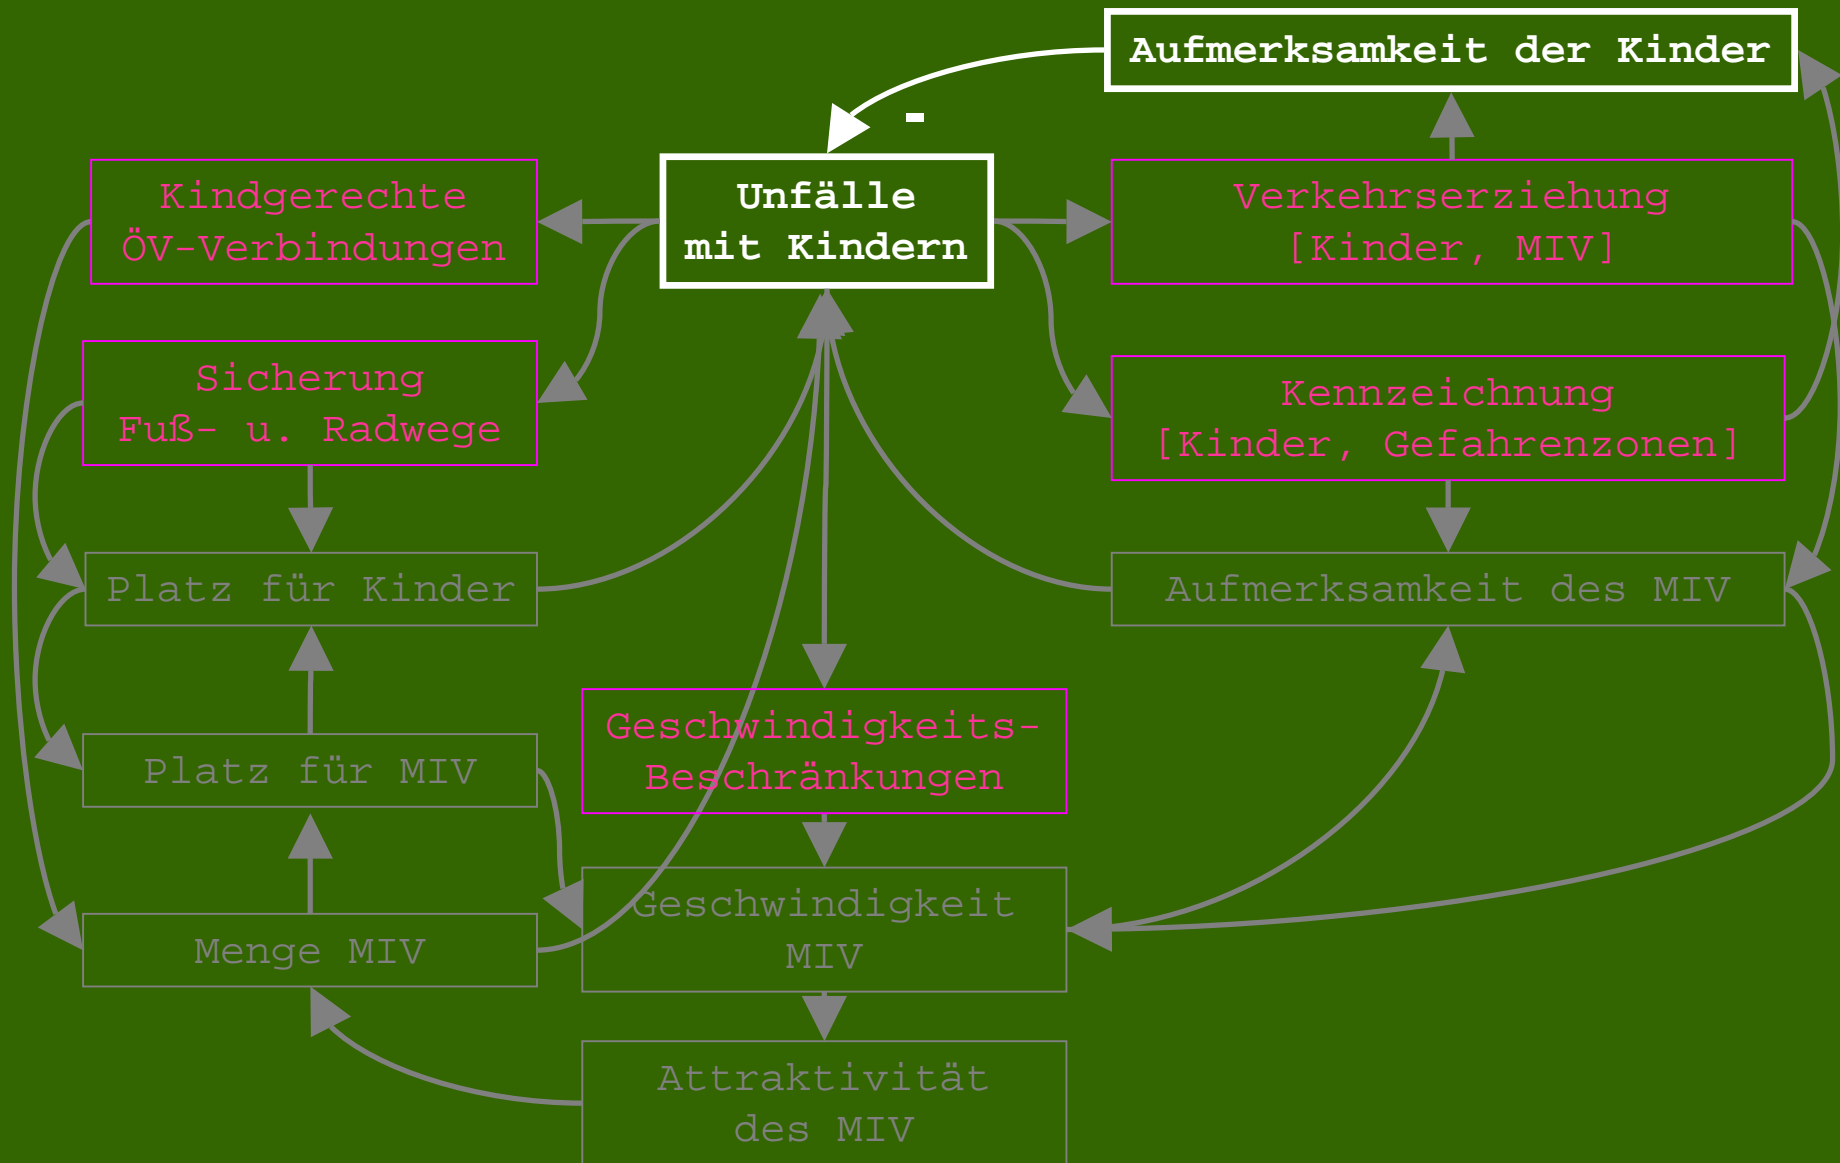 Aufmerksamkeit der Kinder
-
Kindgerechte
ÖV-Verbindungen
Unfälle
mit Kindern
Verkehrserziehung
[Kinder, MIV]
Sicherung
Fuß- u. Radwege
Kennzeichnung
[Kinder, Gefahrenzonen]
Platz für Kinder
Aufmerksamkeit des MIV
Platz für MIV
Geschwindigkeits-
Beschränkungen
Menge MIV
Geschwindigkeit
MIV
Attraktivität
des MIV